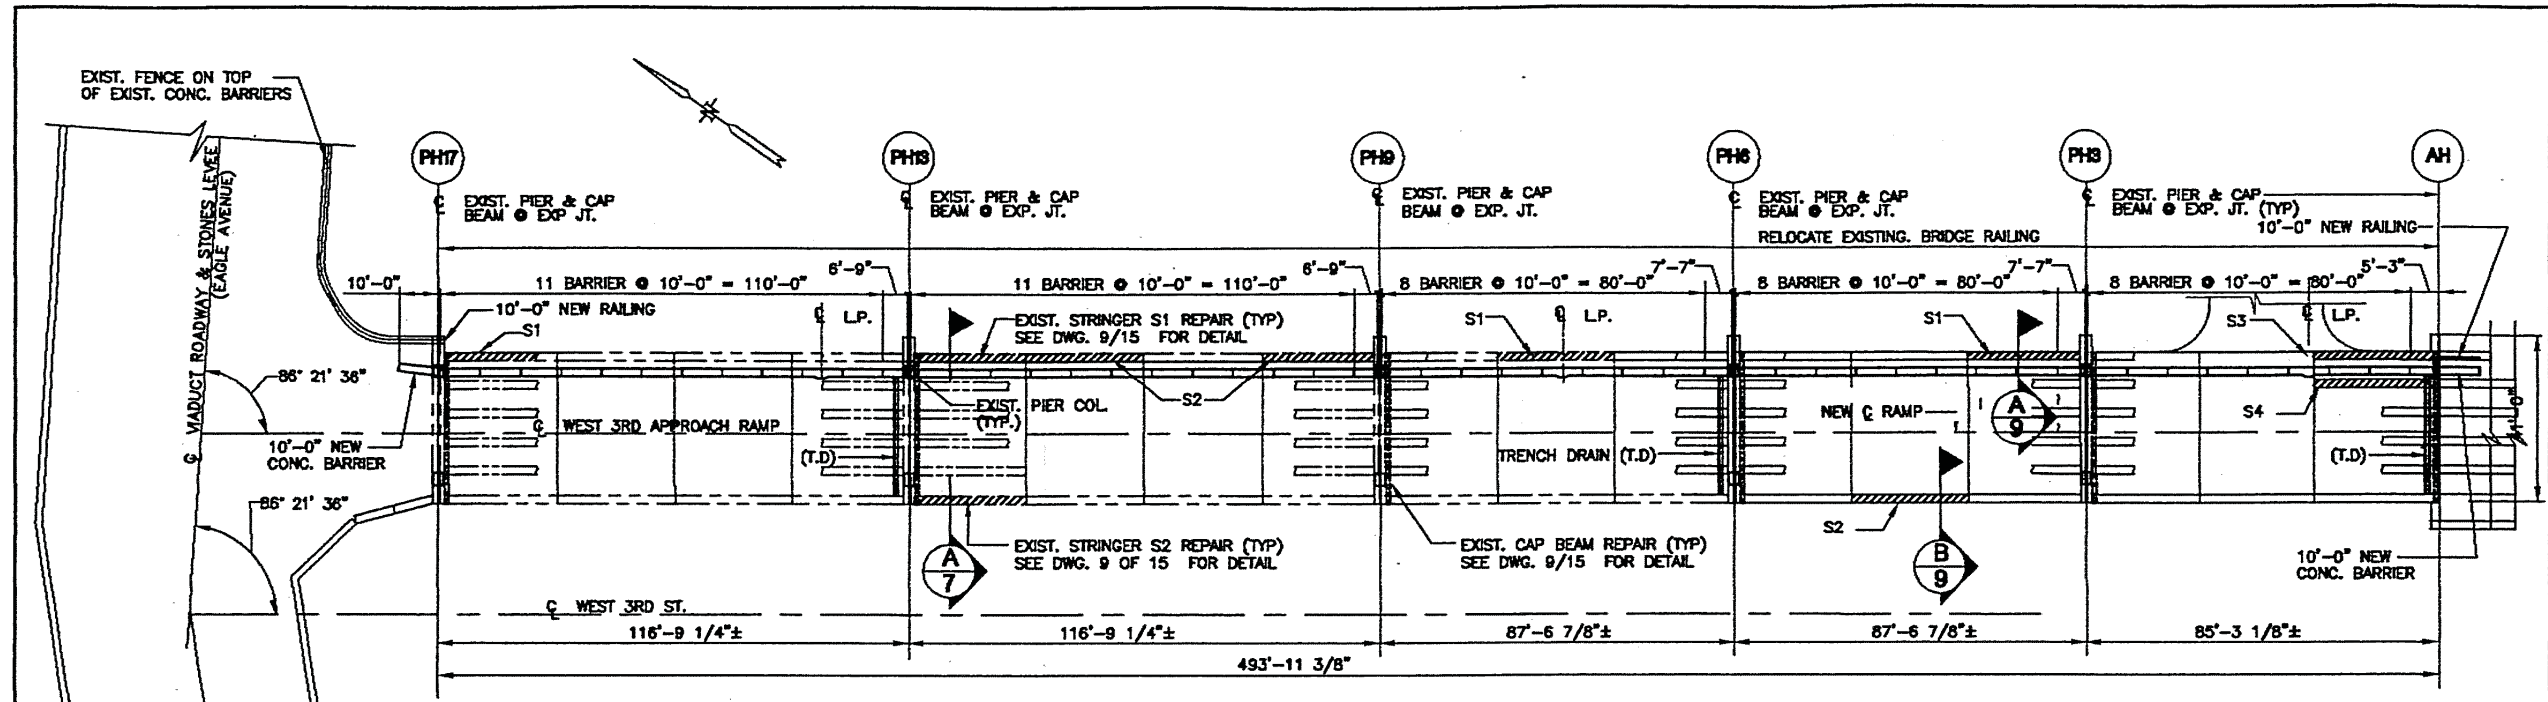 EXIST. FENCE ON TOP
OF EXIST. CONC. BARRIERS
PH17
PH13
PH9
PH6
PH3
AH
EXIST. PIER & CAP
BEAM @ EXP. JT.
EXIST. PIER & CAP
BEAM @ EXP. JT.
EXIST. PIER & CAP
BEAM @ EXP. JT.
EXIST. PIER & CAP
BEAM @ EXP. JT.
EXIST. PIER & CAP
BEAM @ EXP. JT. (TYP)
10'-0" NEW RAILING
RELOCATE EXISTING. BRIDGE RAILING
10'-0"
11 BARRIER @ 10'-0" = 110'-0"
6'-9"
11 BARRIER @ 10'-0" = 110'-0"
6'-9"
8 BARRIER @ 10'-0" = 80'-0"
7'-7"
8 BARRIER @ 10'-0" = 80'-0"
7'-7"
8 BARRIER @ 10'-0" = 80'-0"
5'-3"
10'-0" NEW RAILING
S1
℄ L.P.
EXIST. STRINGER S1 REPAIR (TYP)
SEE DWG. 9/15 FOR DETAIL
S1
℄ L.P.
S1
S3
℄ L.P.
℄ VIADUCT ROADWAY & STONES LEVEE
(EAGLE AVENUE)
86° 21' 36"
10'-0" NEW
CONC. BARRIER
℄ WEST 3RD APPROACH RAMP
(T.D)
EXIST. PIER COL.
(TYP.)
S2
TRENCH DRAIN (T.D)
NEW ℄ RAMP
A
9
S4
(T.D)
86° 21' 36"
A
7
EXIST. STRINGER S2 REPAIR (TYP)
SEE DWG. 9 OF 15 FOR DETAIL
EXIST. CAP BEAM REPAIR (TYP)
SEE DWG. 9/15 FOR DETAIL
S2
B
9
10'-0" NEW
CONC. BARRIER
℄ WEST 3RD ST.
116'-9 1/4"±
116'-9 1/4"±
87'-6 7/8"±
87'-6 7/8"±
85'-3 1/8"±
493'-11 3/8"